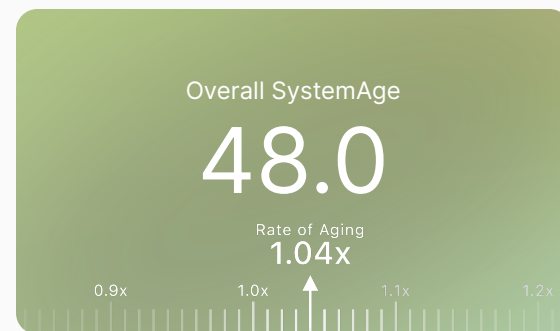 Overall SystemAge
48.0
Rate of Aging
1.04x
0.9x 1.0x 1.1x 1.2x